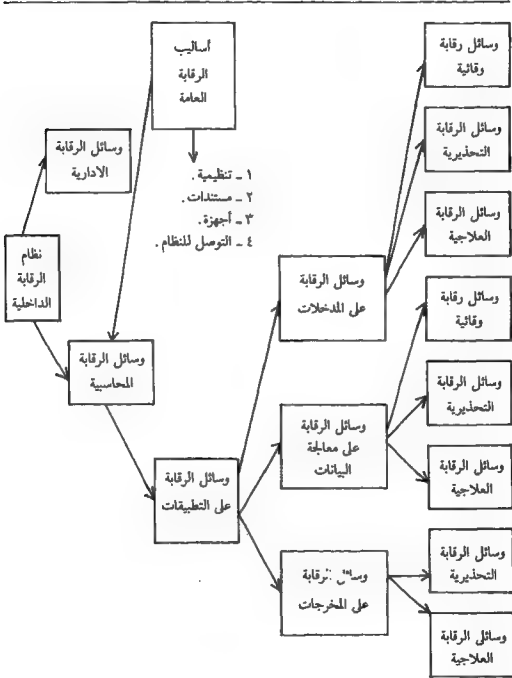 نظام
الرقابة
الداخلية
وسائل الرقابة
الادارية
أساليب
الرقابة
العامة
١ ـ تنظيمية .
٢ ـ مستندات .
٣ ـ أجهزة .
٤ ـ التوصل للنظام .
وسائل الرقابة
المحاسبية
وسائل الرقابة
على التطبيقات
وسائل الرقابة
على المدخلات
وسائل رقابة
وقائية
وسائل الرقابة
التحذيرية
وسائل الرقابة
العلاجية
وسائل الرقابة
على معالجة
البيانات
وسائل رقابة
وقائية
وسائل الرقابة
التحذيرية
وسائل الرقابة
العلاجية
وسائل الرقابة
على المخرجات
وسائل الرقابة
التحذيرية
وسائل الرقابة
العلاجية